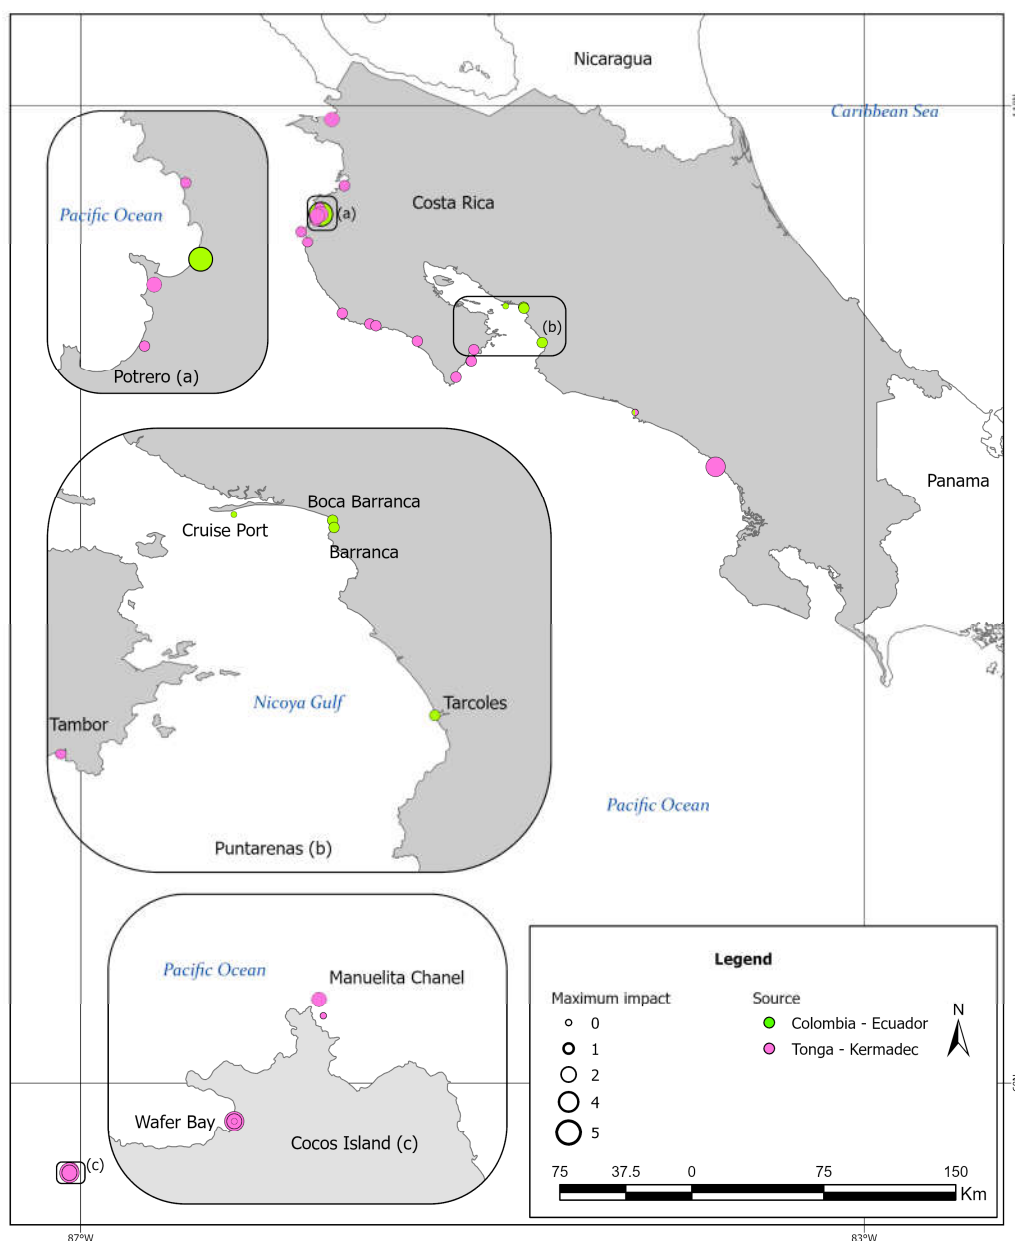 Nicaragua
Caribbean Sea
Costa Rica
Pacific Ocean
(a)
(b)
Potrero (a)
Panama
Boca Barranca
Cruise Port
Barranca
Nicoya Gulf
Tarcoles
Tambor
Pacific Ocean
Puntarenas (b)
Pacific Ocean
Manuelita Chanel
Wafer Bay
Cocos Island (c)
(c)
Legend
Maximum impact
0
1
2
4
5
Source
Colombia - Ecuador
Tonga - Kermadec
N
75 37.5 0 75 150
Km
87°W 83°W